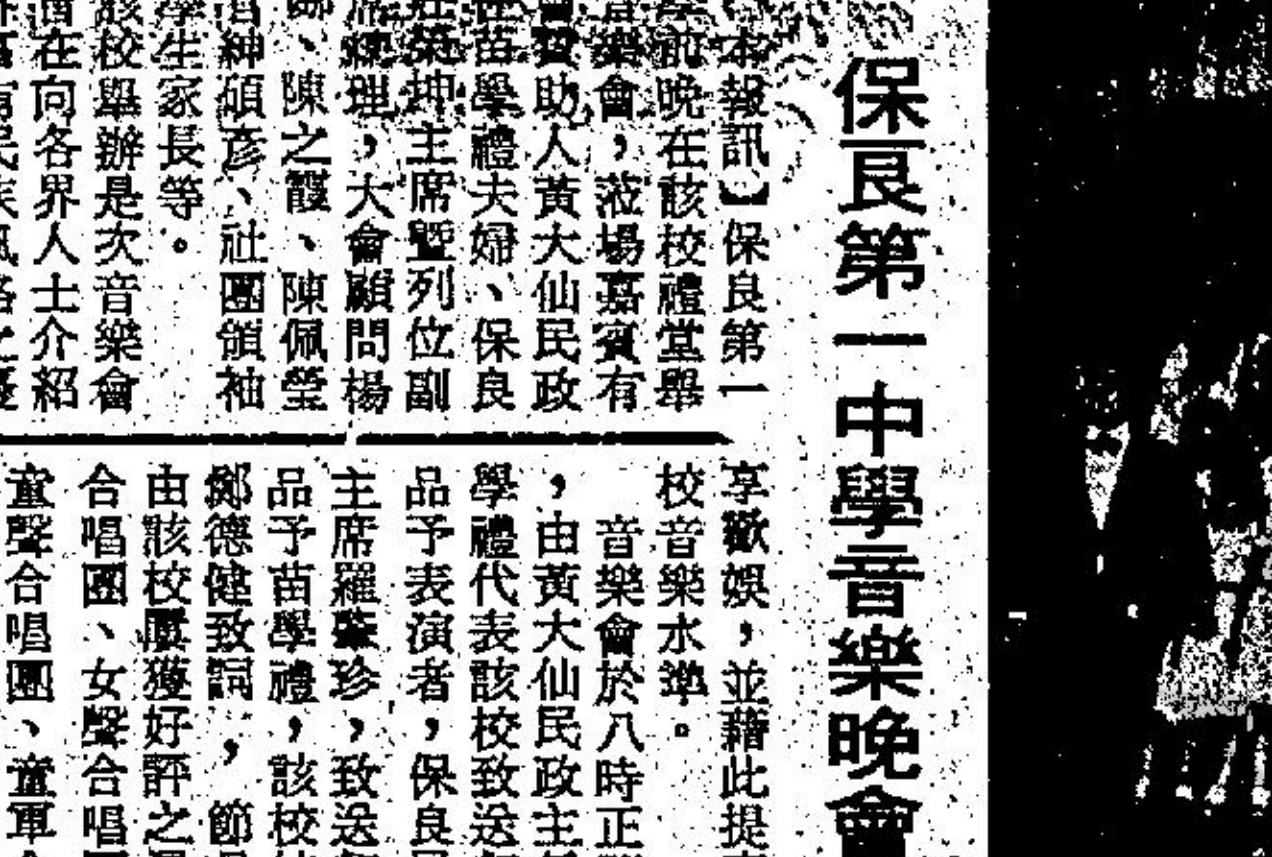 保良第一中學音樂晚會
【本報訊】保良第一
前晚在該校禮堂舉
音樂會，蒞場嘉賓有
贊助人黃大仙民政
苗學禮夫婦、保良
坤主席暨列位副
席總理，大會顧問楊
、陳之霞、陳佩瑩
紳碩彥、社團領袖
學生家長等。
該校舉辦是次音樂會
在向各界人士介紹
享歡娛，並藉此提
校音樂水準。
音樂會於八時正
，由黃大仙民政主
學禮代表該校致送
品予表演者，保良
主席羅肇珍，致送
品予苗學禮，該校
鄭德健致詞，節
由該校屢獲好評之
合唱團、女聲合唱
童聲合唱團、童軍